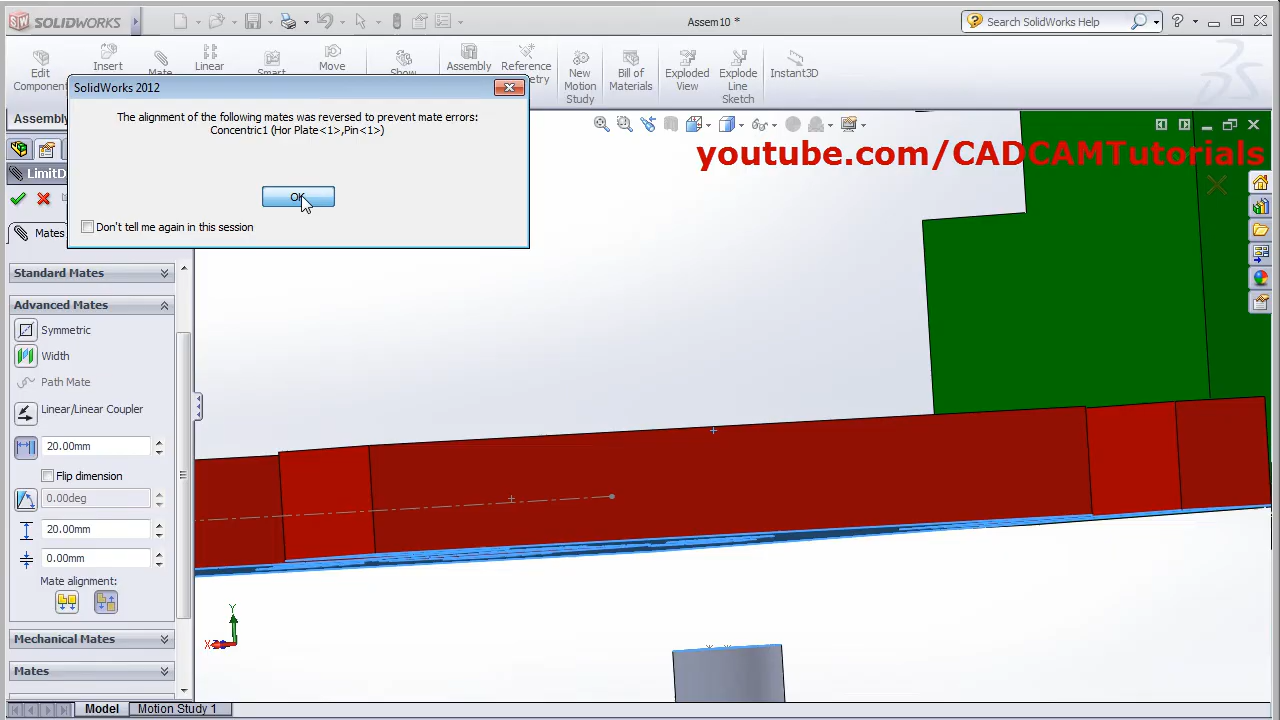 SOLIDWORKS
Assem10 *
Search SolidWorks Help
Edit
Component
Insert
Mate
Linear
Smart
Move
Show
Assembly
Reference
New
Motion
Study
Bill of
Materials
Exploded
View
Explode
Line
Sketch
Instant3D
SolidWorks 2012
The alignment of the following mates was reversed to prevent mate errors:
Concentric1 (Hor Plate<1>,Pin<1>)
OK
Don't tell me again in this session
Assembly
youtube.com/CADCAMTutorials
LimitD
Mates
Standard Mates
Advanced Mates
Symmetric
Width
Path Mate
Linear/Linear Coupler
20.00mm
Flip dimension
0.00deg
20.00mm
0.00mm
Mate alignment:
Mechanical Mates
Mates
Y
X
Model
Motion Study 1